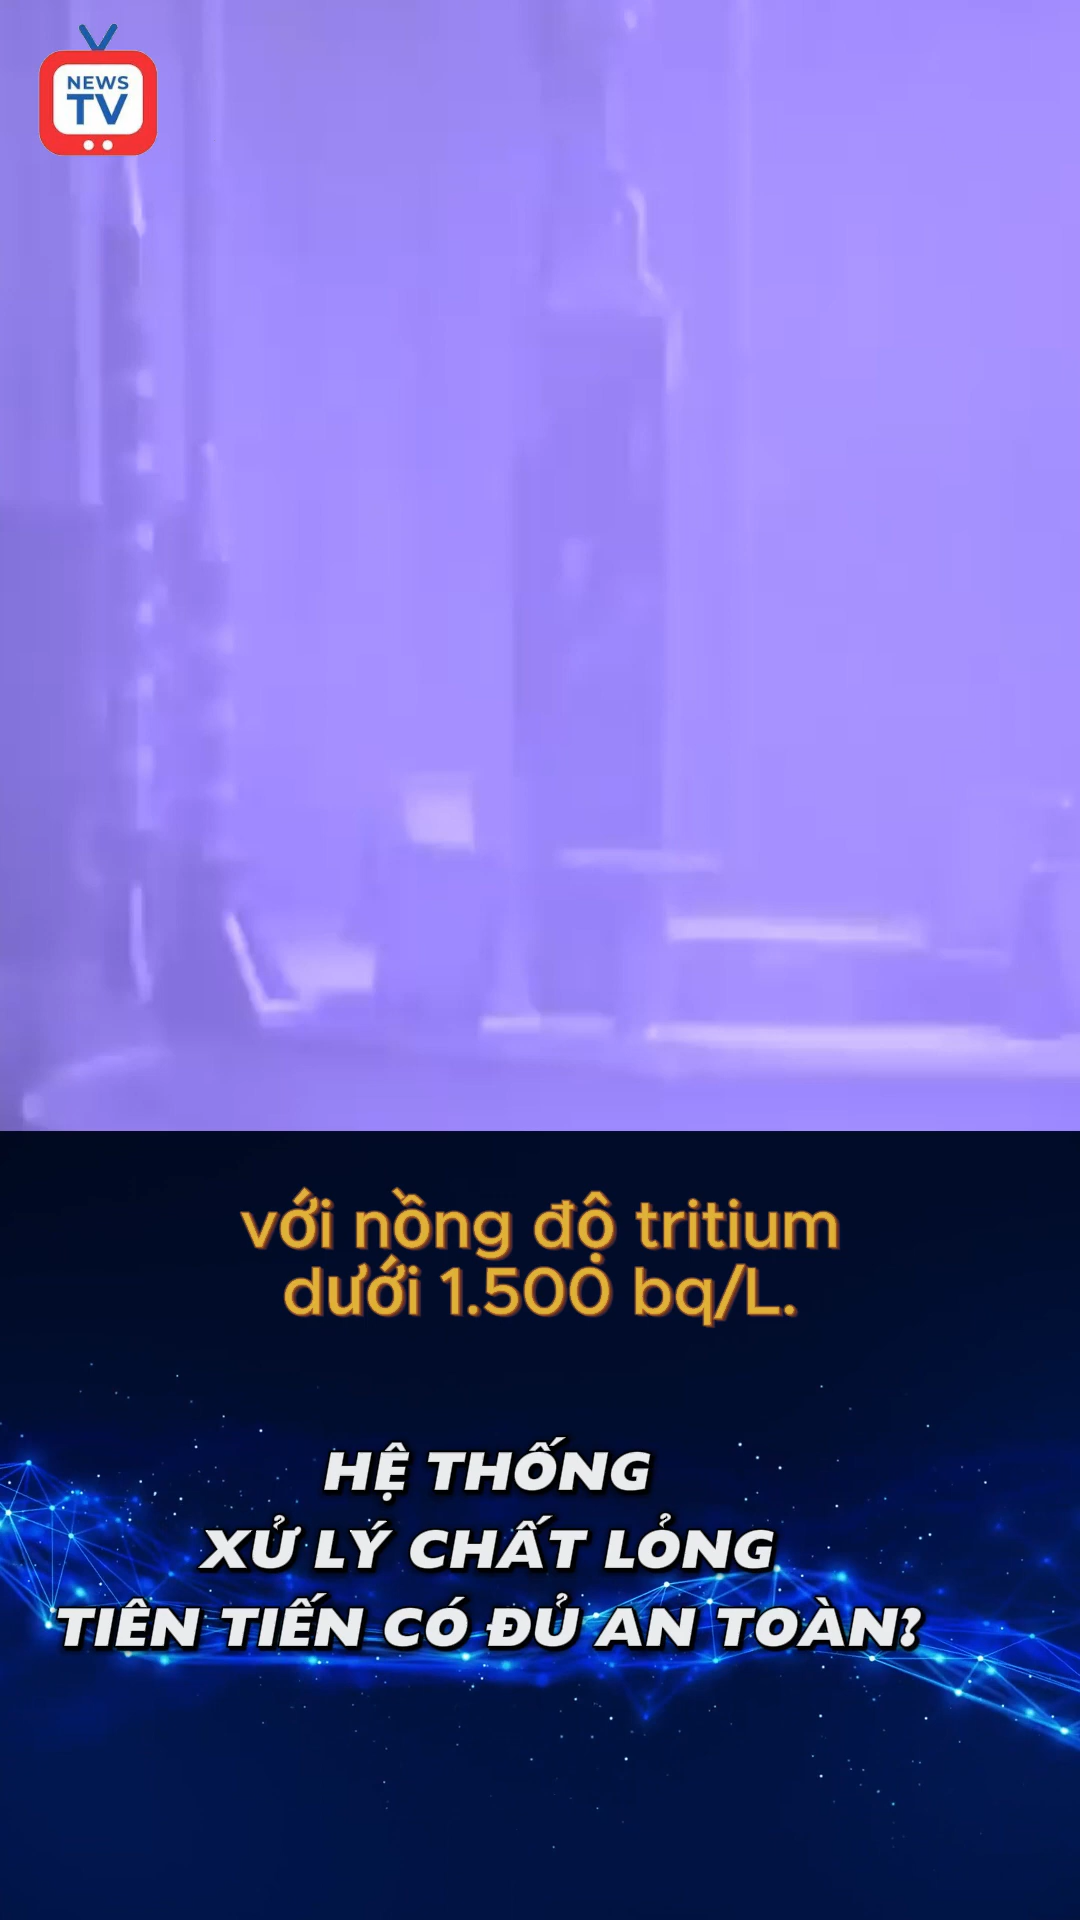 NEWS
TV
với nồng độ tritium
dưới 1.500 bq/L.
HỆ THỐNG
XỬ LÝ CHẤT LỎNG
TIÊN TIẾN CÓ ĐỦ AN TOÀN?